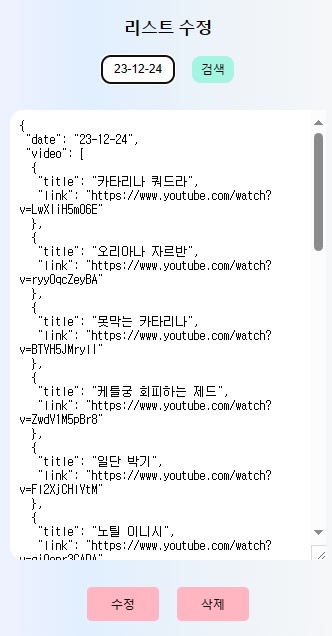 리스트 수정
23-12-24
검색
{
"date": "23-12-24",
"video": [
{
"title": "카타리나 쿼드라",
"link": "https://www.youtube.com/watch?
},
{
"title": "오리아나 자르반",
"link": "https://www.youtube.com/watch?
v=ryyOqcZeyBA"
},
{
"title": "못막는 카타리나",
"link": "https://www.youtube.com/watch?
},
{
"title": "케틀궁 회피하는 제드",
"link": "https://www.youtube.com/watch?
v=ZwdV1M5pBr8"
},
{
"title": "일단 박기",
"link": "https://www.youtube.com/watch?
},
{
"title": "노틸 이니시",
"link": "https://www.youtube.com/watch?
수정
삭제